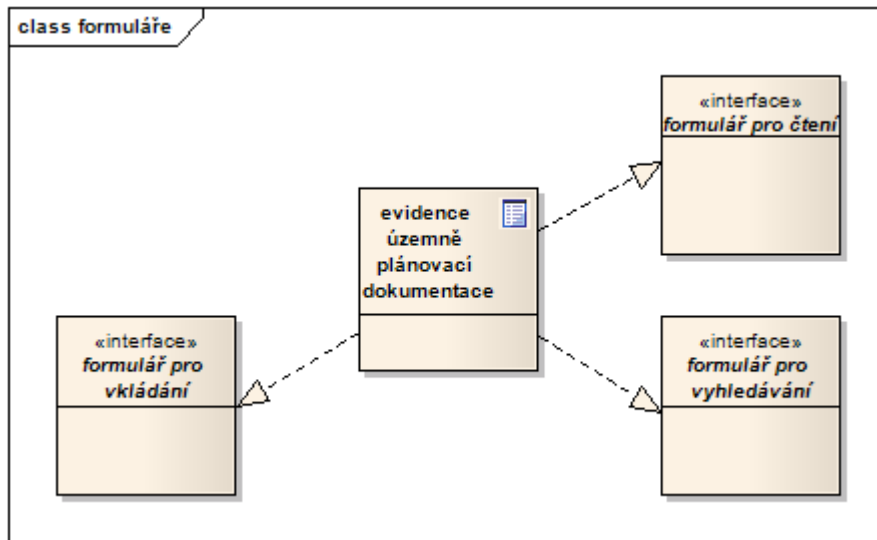 class formuláře
«interface»
formulář pro čtení
evidence
územně
plánovací
dokumentace
«interface»
formulář pro
vkládání
«interface»
formulář pro
vyhledávání